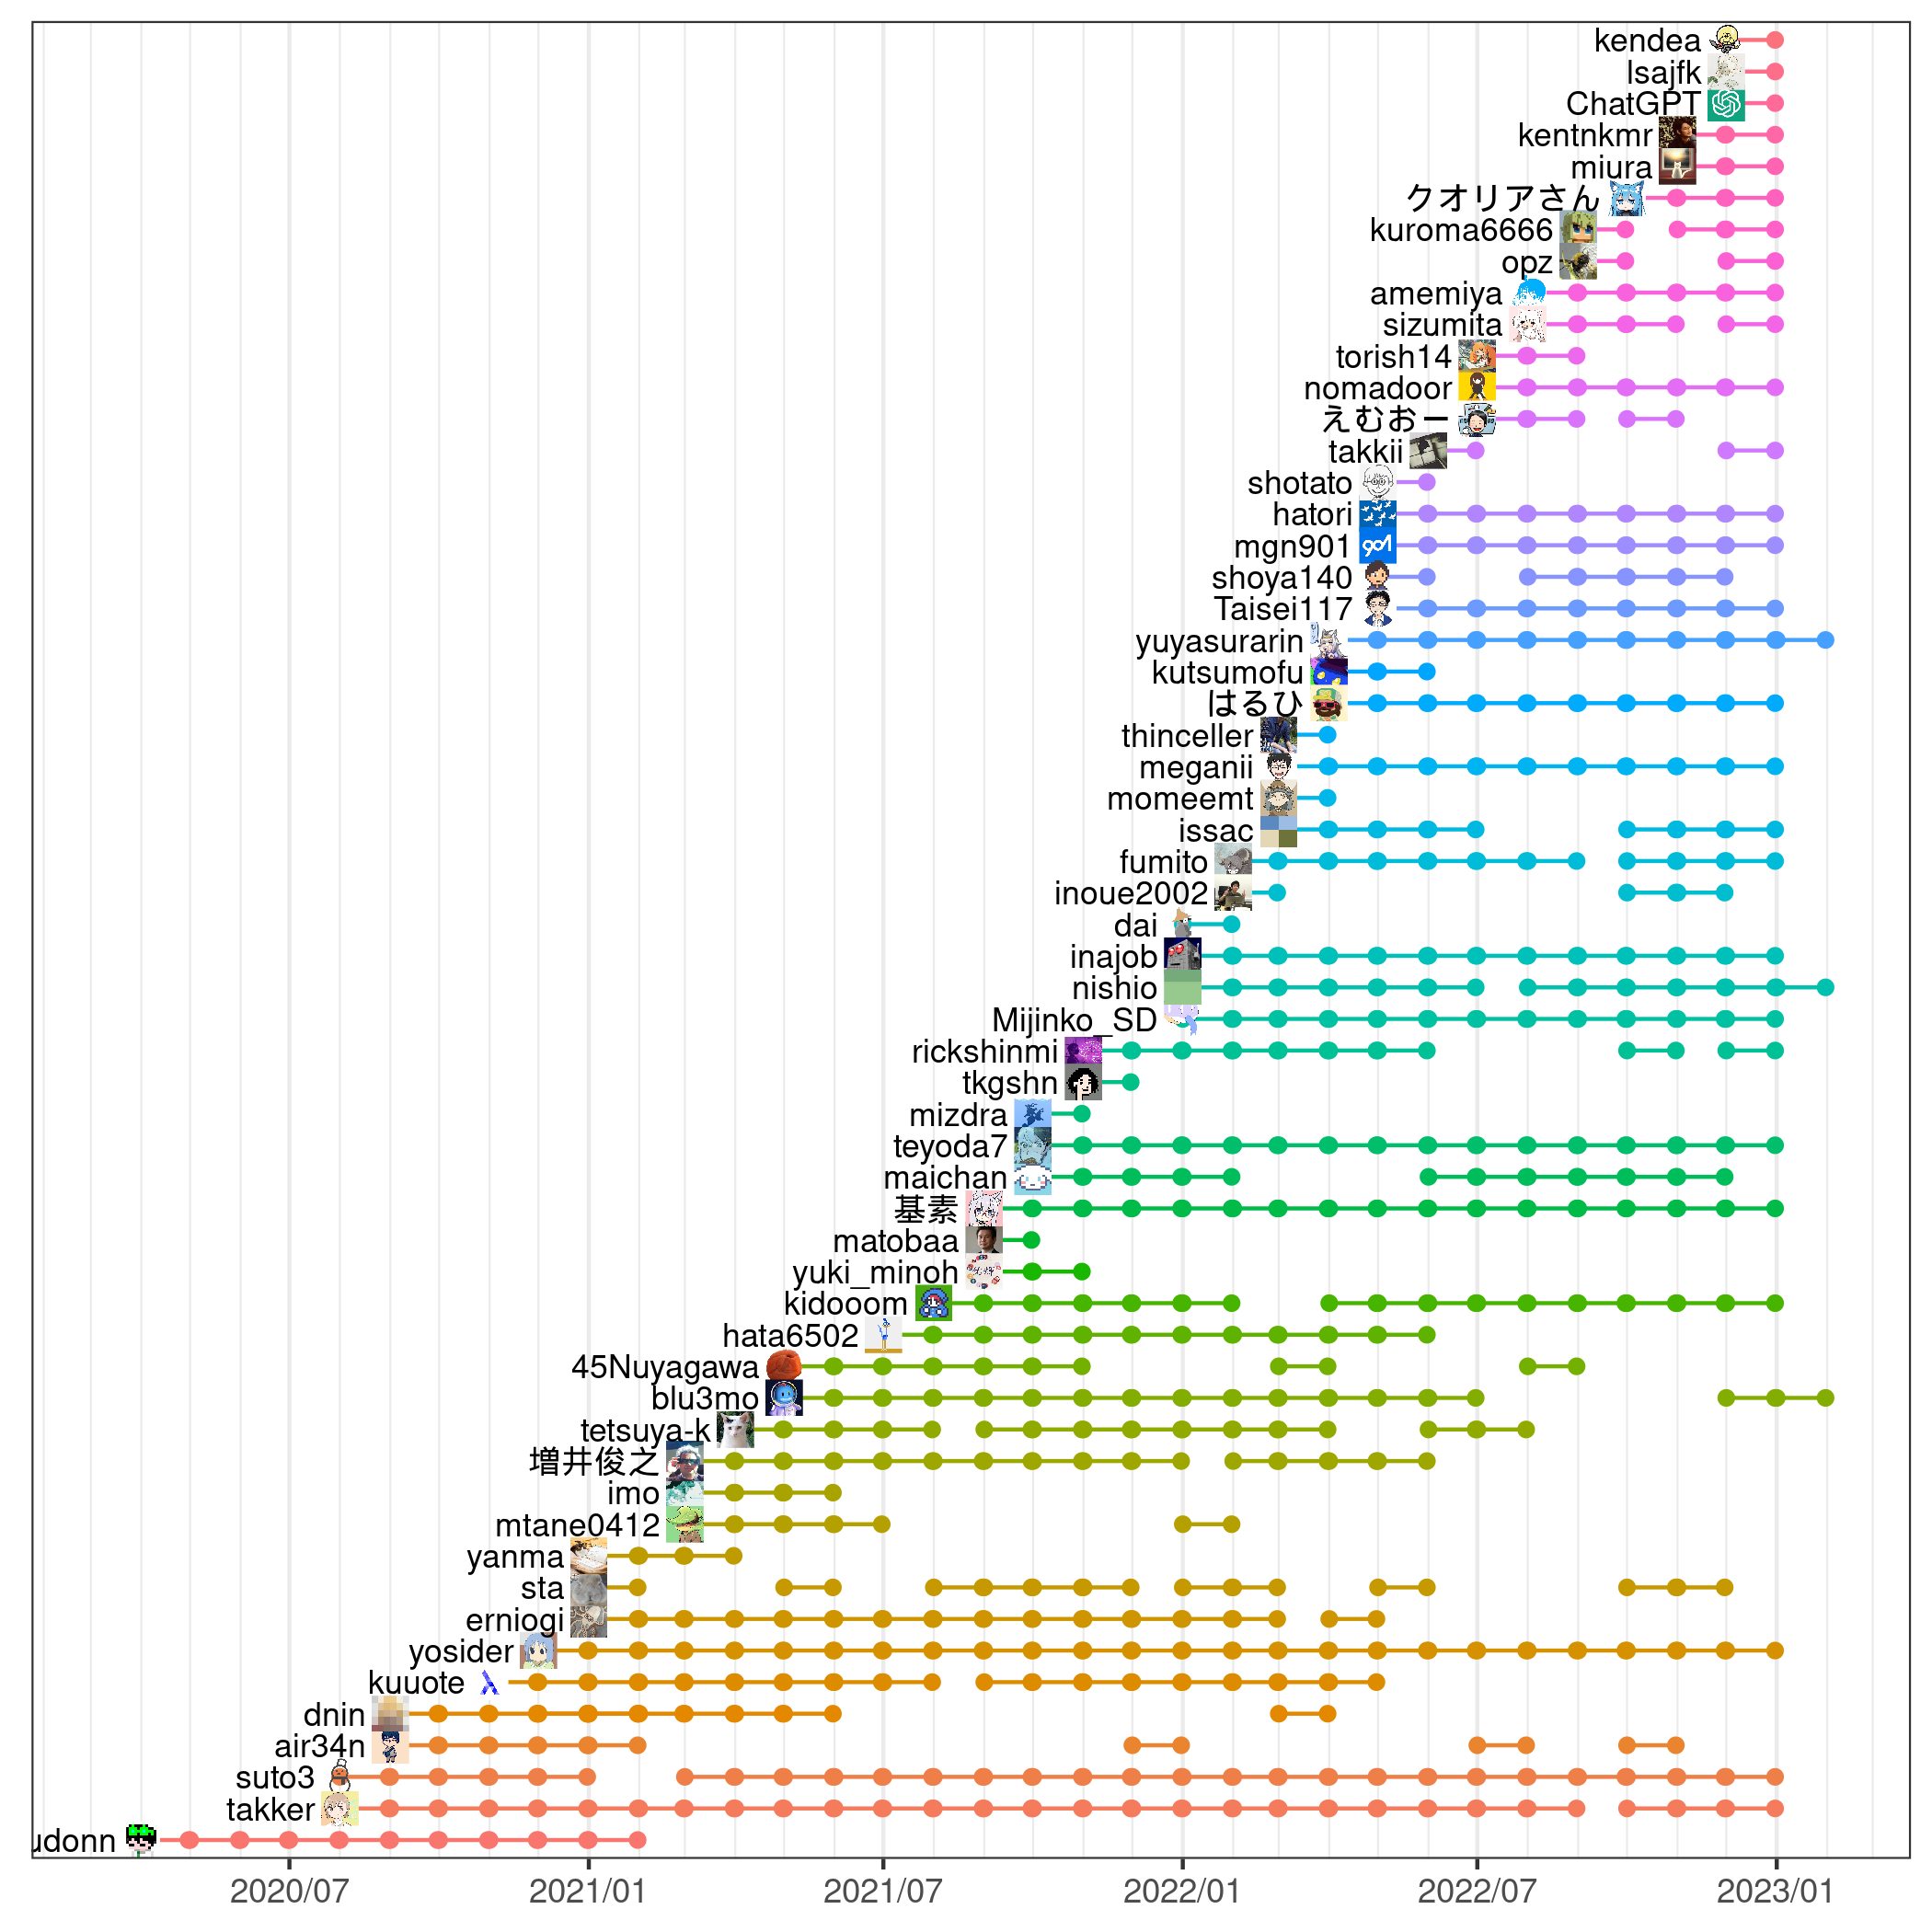 kendea
lsajfk
ChatGPT
kentnkmr
miura
クオリアさん
kuroma6666
opz
amemiya
sizumita
torish14
nomadoor
えむおー
takkii
shotato
hatori
mgn901
901
shoya140
Taisei117
yuyasurarin
kutsumofu
はるひ
thinceller
meganii
momeemt
issac
fumito
inoue2002
dai
inajob
nishio
Mijinko_SD
rickshinmi
tkgshn
mizdra
teyoda7
maichan
基素
matobaa
yuki_minoh
kidooom
hata6502
45Nuyagawa
blu3mo
tetsuya-k
増井俊之
imo
mtane0412
yanma
sta
erniogi
yosider
kuuote
dnin
air34n
suto3
takker
udonn
2020/07 2021/01 2021/07 2022/01 2022/07 2023/01